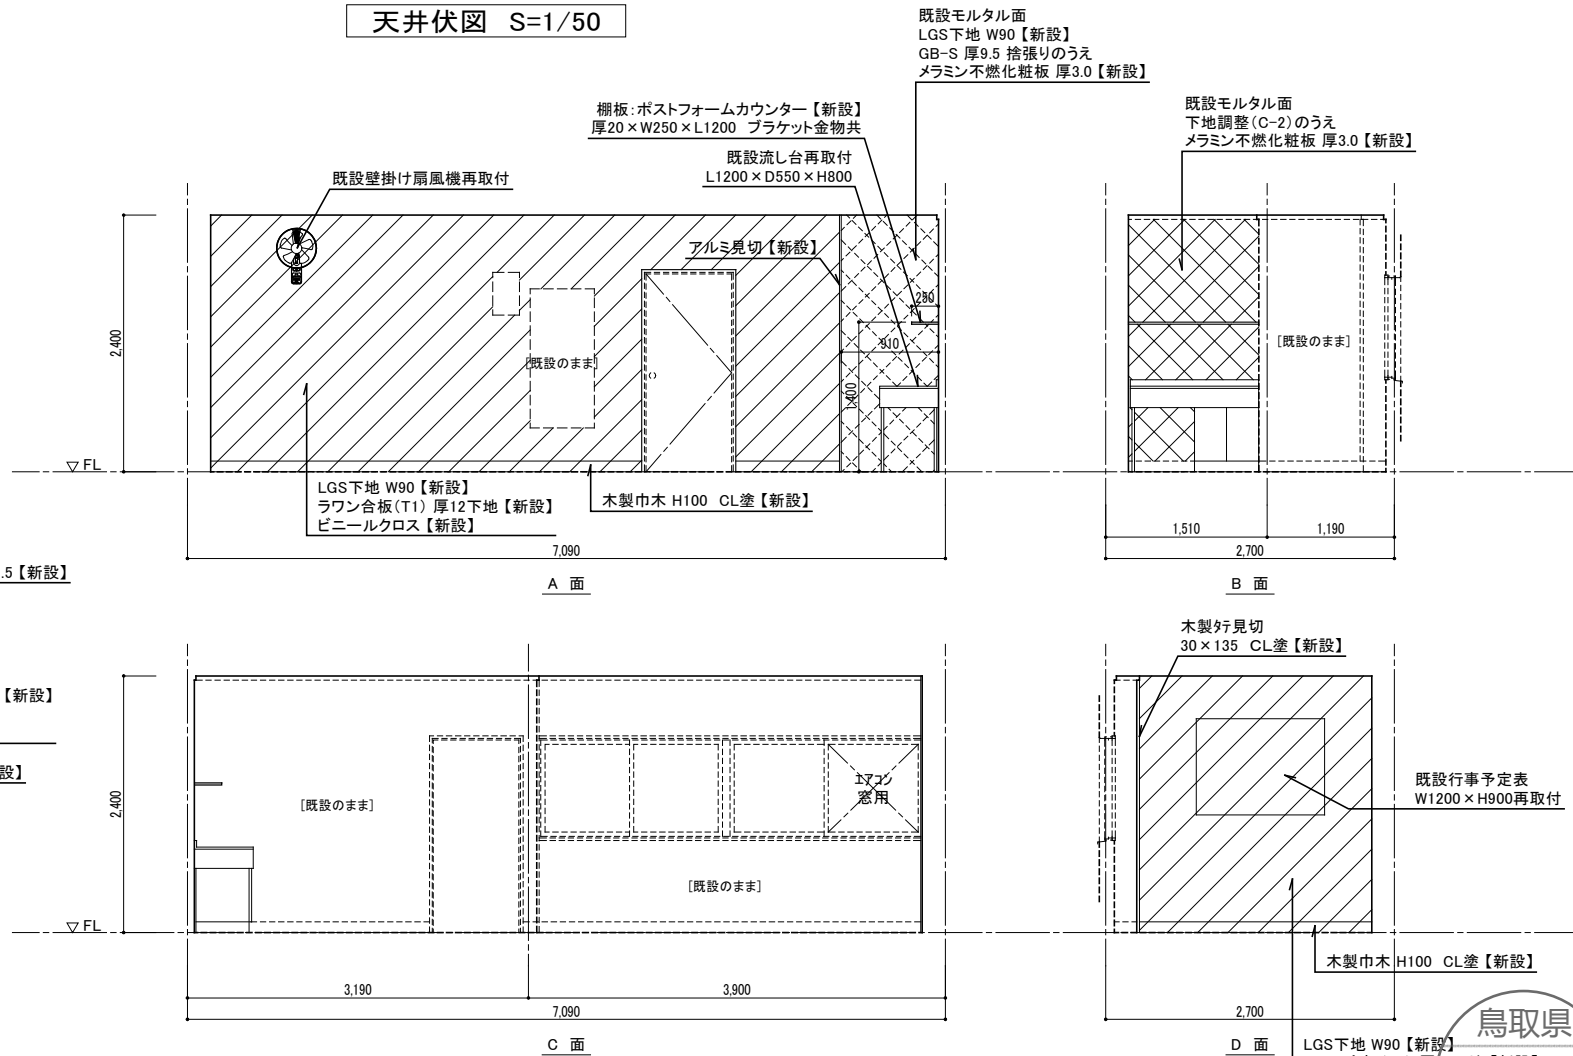 天井伏図 S=1/50
既設モルタル面
LGS下地 W90【新設】
GB-S 厚9.5 捨張りのうえ
メラミン不燃化粧板 厚3.0【新設】
棚板:ポストフォームカウンター【新設】
厚20×W250×L1200 ブラケット金物共
既設流し台再取付
L1200×D550×H800
既設モルタル面
下地調整(C-2)のうえ
メラミン不燃化粧板 厚3.0【新設】
既設壁掛け扇風機再取付
アルミ見切【新設】
250
910
1,400
2,400
[既設のまま]
[既設のまま]
▽FL
LGS下地 W90【新設】
ラワン合板(T1) 厚12下地【新設】
ビニールクロス【新設】
木製巾木 H100 CL塗【新設】
7,090
A 面
1,510
1,190
2,700
B 面
.5【新設】
【新設】
設】
木製タテ見切
30×135 CL塗【新設】
2,400
[既設のまま]
エアコン
窓用
[既設のまま]
既設行事予定表
W1200×H900再取付
▽FL
木製巾木 H100 CL塗【新設】
3,190
3,900
7,090
C 面
2,700
D 面
LGS下地 W90【新設】
鳥取県